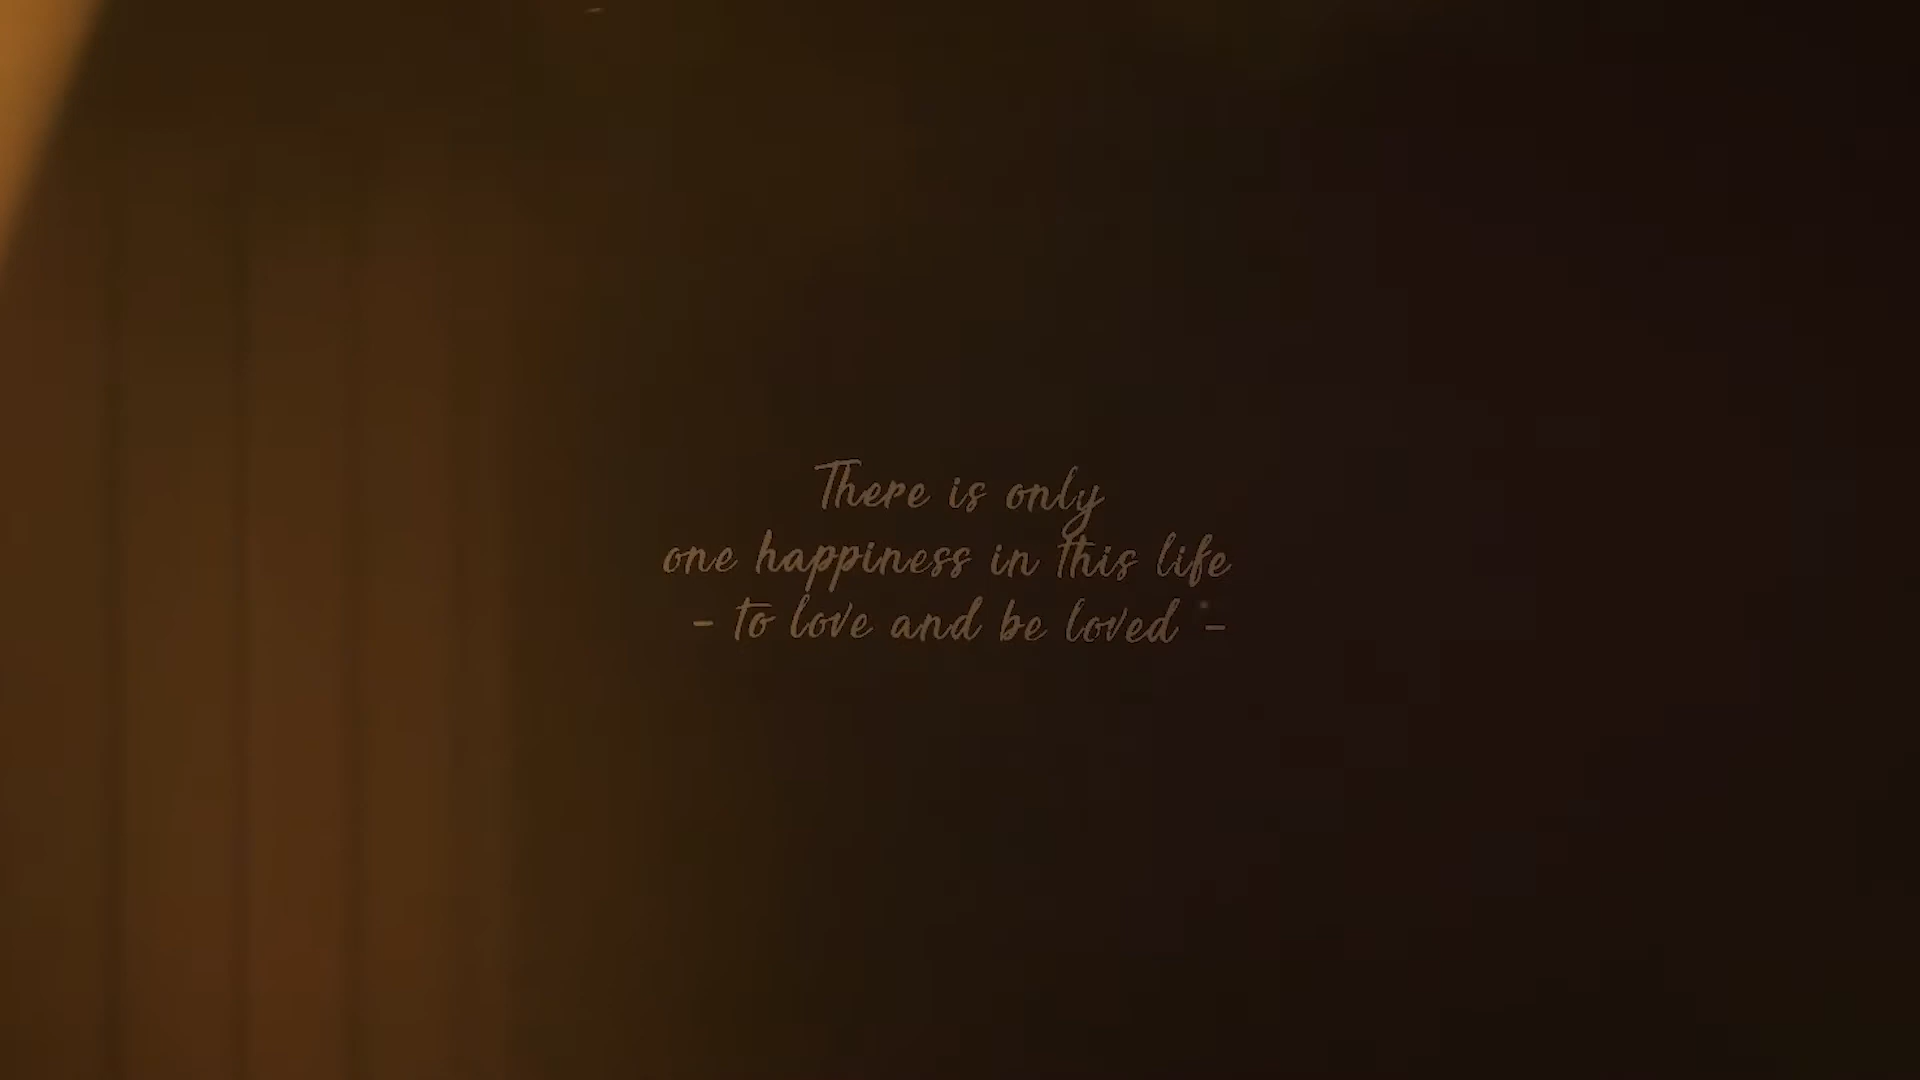 There is only
one happiness in this life
- to love and be loved -